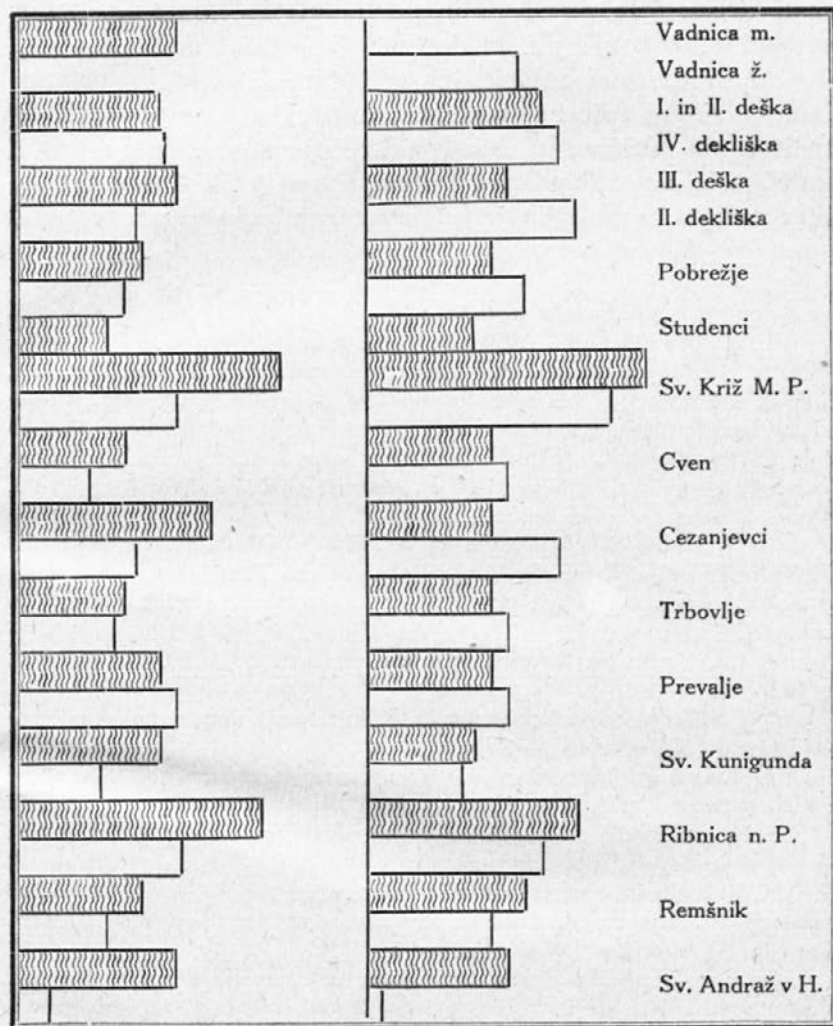 Vadnica m.
Vadnica ž.
I. in II. deška
IV. dekliška
III. deška
II. dekliška
Pobrežje
Studenci
Sv. Križ M. P.
Cven
Cezanjevci
Trbovlje
Prevalje
Sv. Kunigunda
Ribnica n. P.
Remšnik
Sv. Andraž v H.